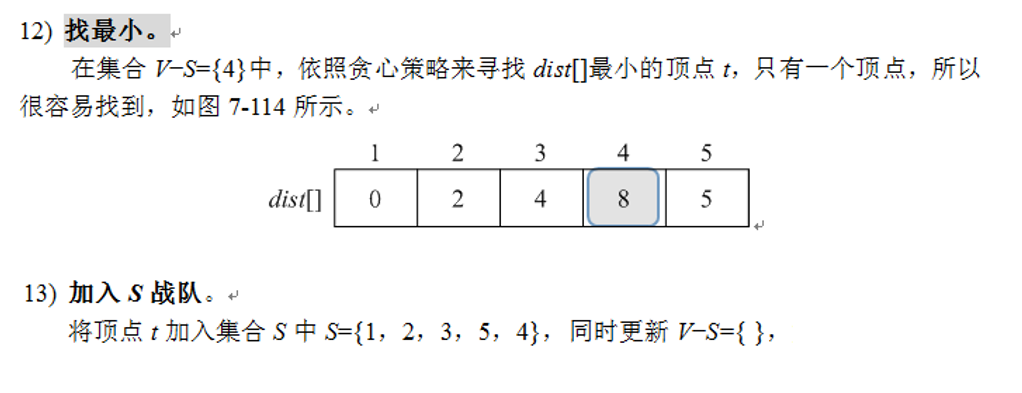 12) 找最小。
在集合 V−S={4}中，依照贪心策略来寻找 dist[]最小的顶点 t，只有一个顶点，所以
很容易找到，如图 7-114 所示。
1 2 3 4 5
dist[] 0 2 4 8 5
13) 加入 S 战队。
将顶点 t 加入集合 S 中 S={1，2，3，5，4}，同时更新 V−S={ }，